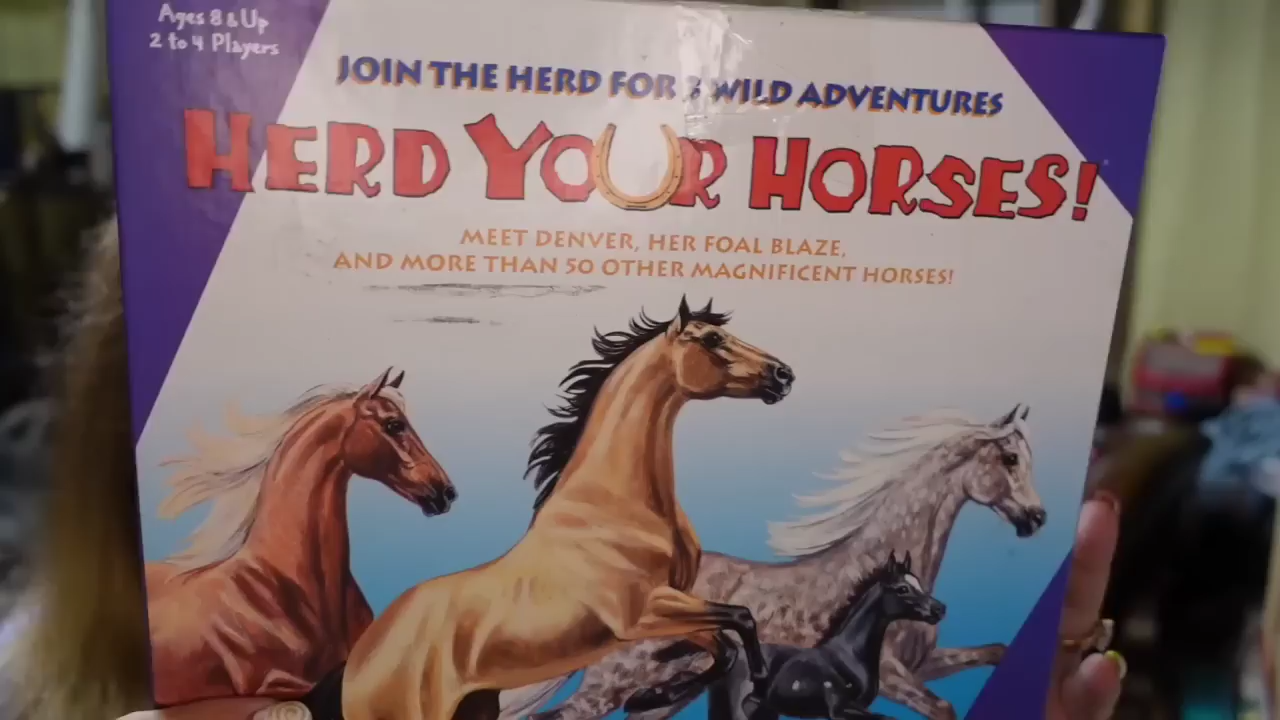 Ages 8 & Up
2 to 4 Players
JOIN THE HERD FOR 3 WILD ADVENTURES
HERD YOUR HORSES!
MEET DENVER, HER FOAL BLAZE,
AND MORE THAN 50 OTHER MAGNIFICENT HORSES!